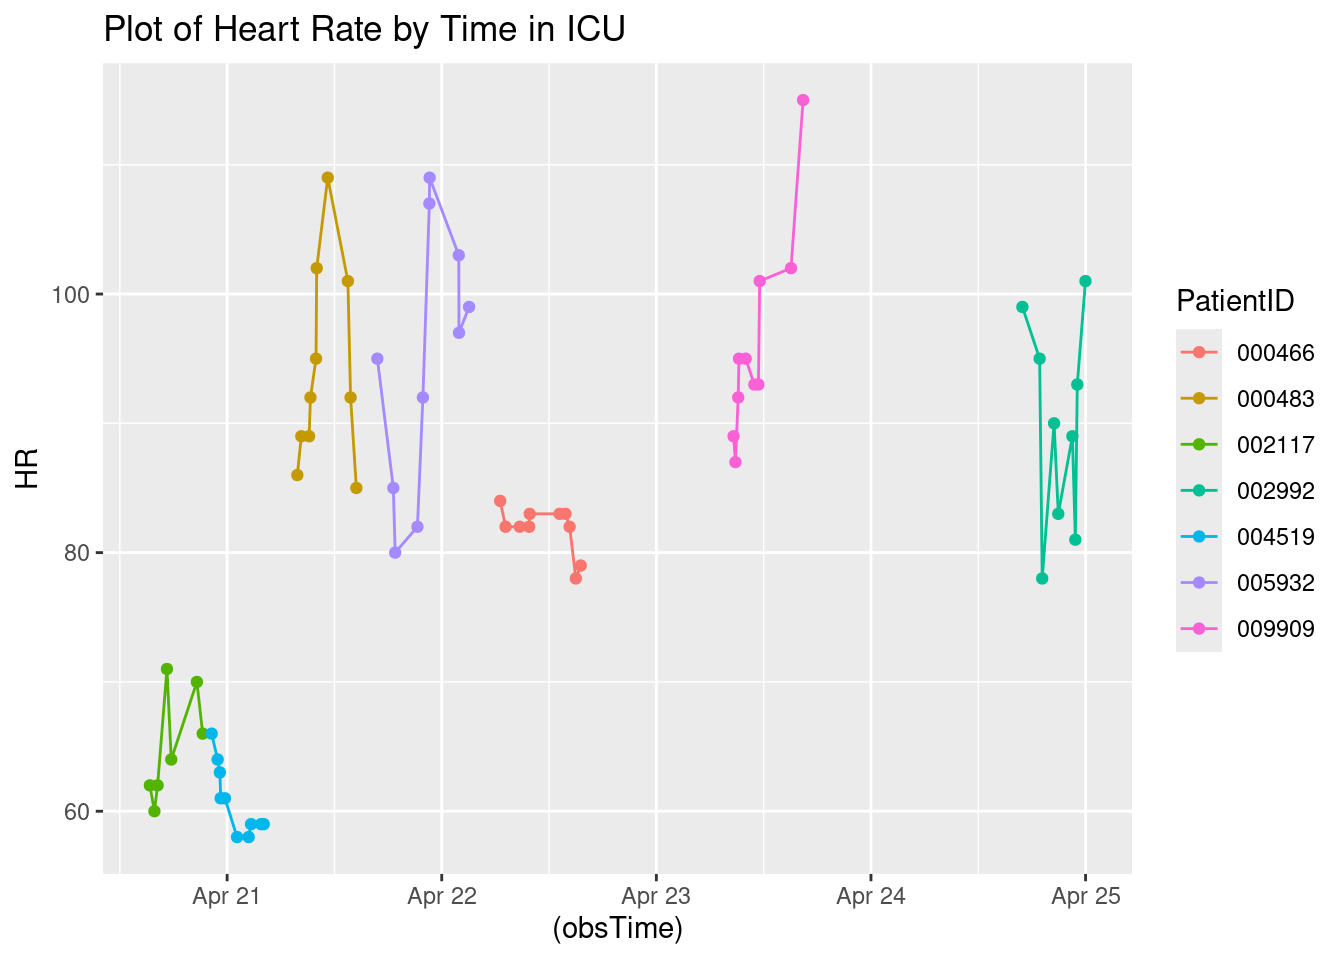 Plot of Heart Rate by Time in ICU
HR
100
80
60
Apr 21
Apr 22
Apr 23
Apr 24
Apr 25
(obsTime)
PatientID
000466
000483
002117
002992
004519
005932
009909